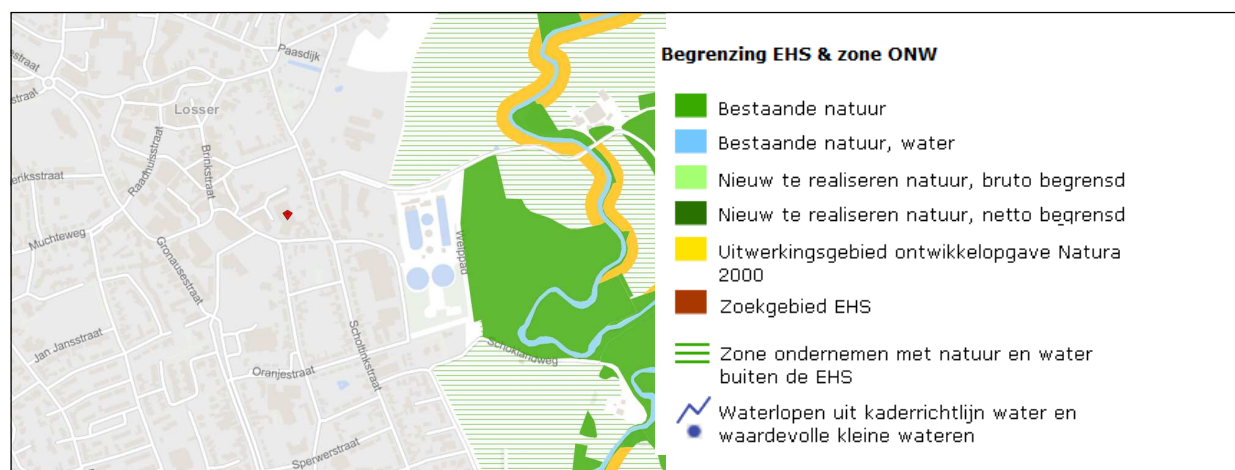 Paasdijk
Losser
Raadhuisstraat
Brinkstraat
Muchteweg
Gronausestraat
Welppad
Jan Jansstraat
Oranjestraat
Scholtinkstraat
Schoklandweg
Sperwerstraat
Begrenzing EHS & zone ONW
Bestaande natuur
Bestaande natuur, water
Nieuw te realiseren natuur, bruto begrensd
Nieuw te realiseren natuur, netto begrensd
Uitwerkingsgebied ontwikkelopgave Natura
2000
Zoekgebied EHS
Zone ondernemen met natuur en water
buiten de EHS
Waterlopen uit kaderrichtlijn water en
waardevolle kleine wateren